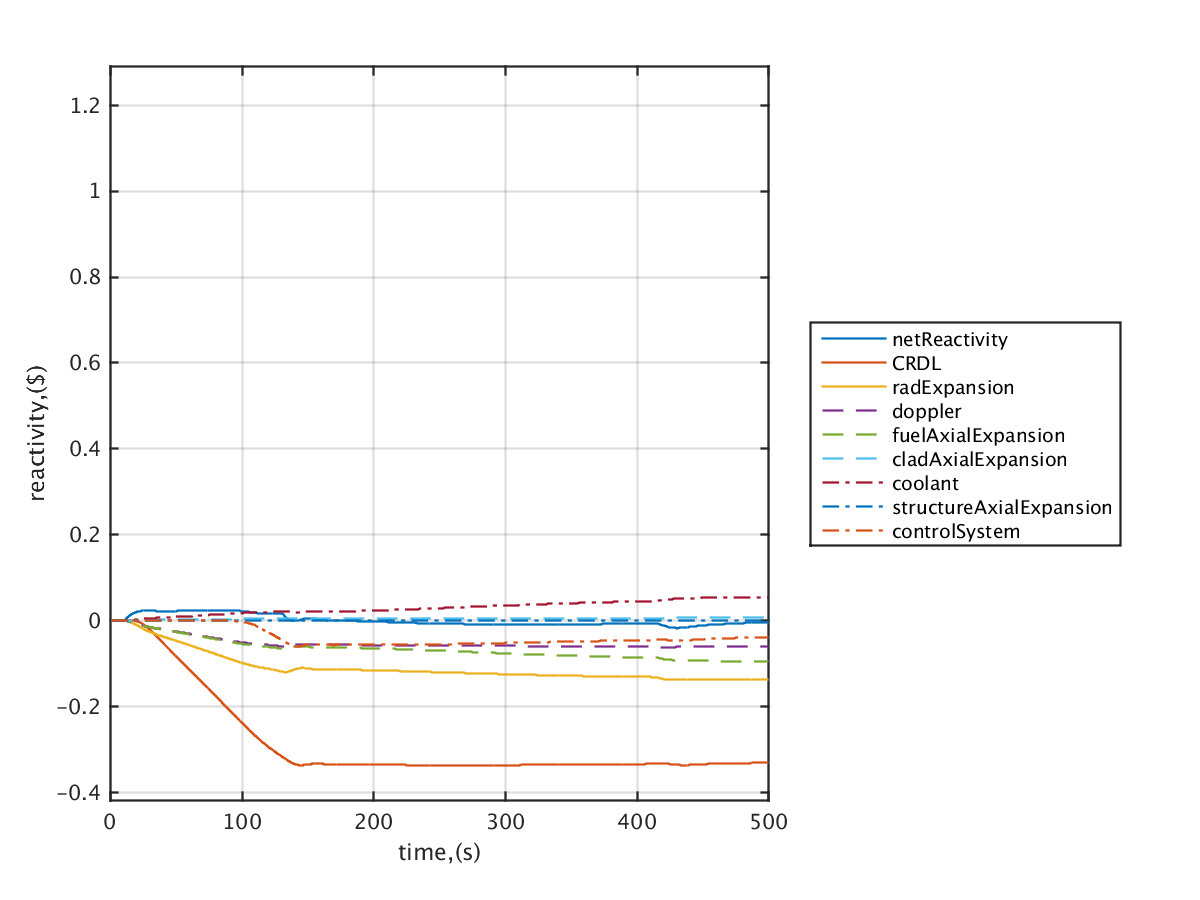 1.2
1
0.8
0.6
0.4
0.2
0
−0.2
−0.4
reactivity,($)
0 100 200 300 400 500
time,(s)
netReactivity
CRDL
radExpansion
doppler
fuelAxialExpansion
cladAxialExpansion
coolant
structureAxialExpansion
controlSystem